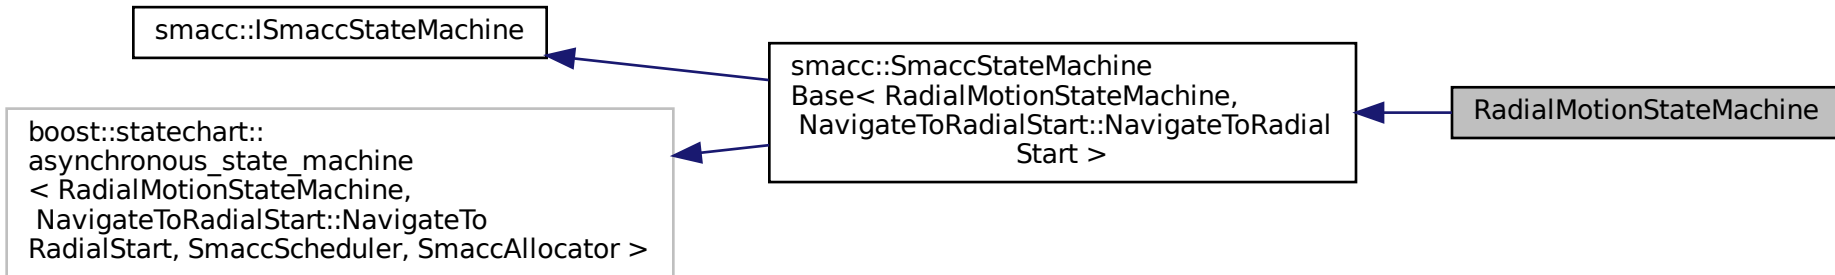 smacc::ISmaccStateMachine
boost::statechart::
asynchronous_state_machine
< RadialMotionStateMachine,
NavigateToRadialStart::NavigateTo
RadialStart, SmaccScheduler, SmaccAllocator >
smacc::SmaccStateMachine
Base< RadialMotionStateMachine,
NavigateToRadialStart::NavigateToRadial
Start >
RadialMotionStateMachine